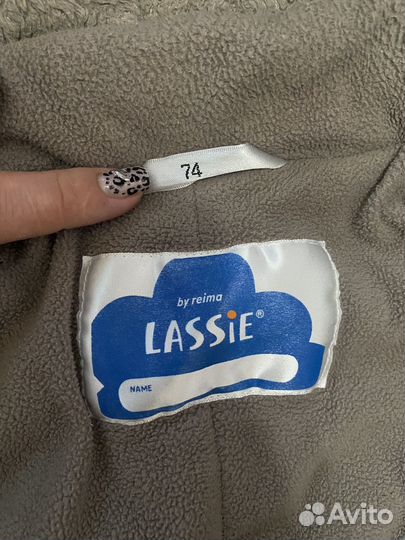 74
by reima
LASSiE®
NAME
Avito